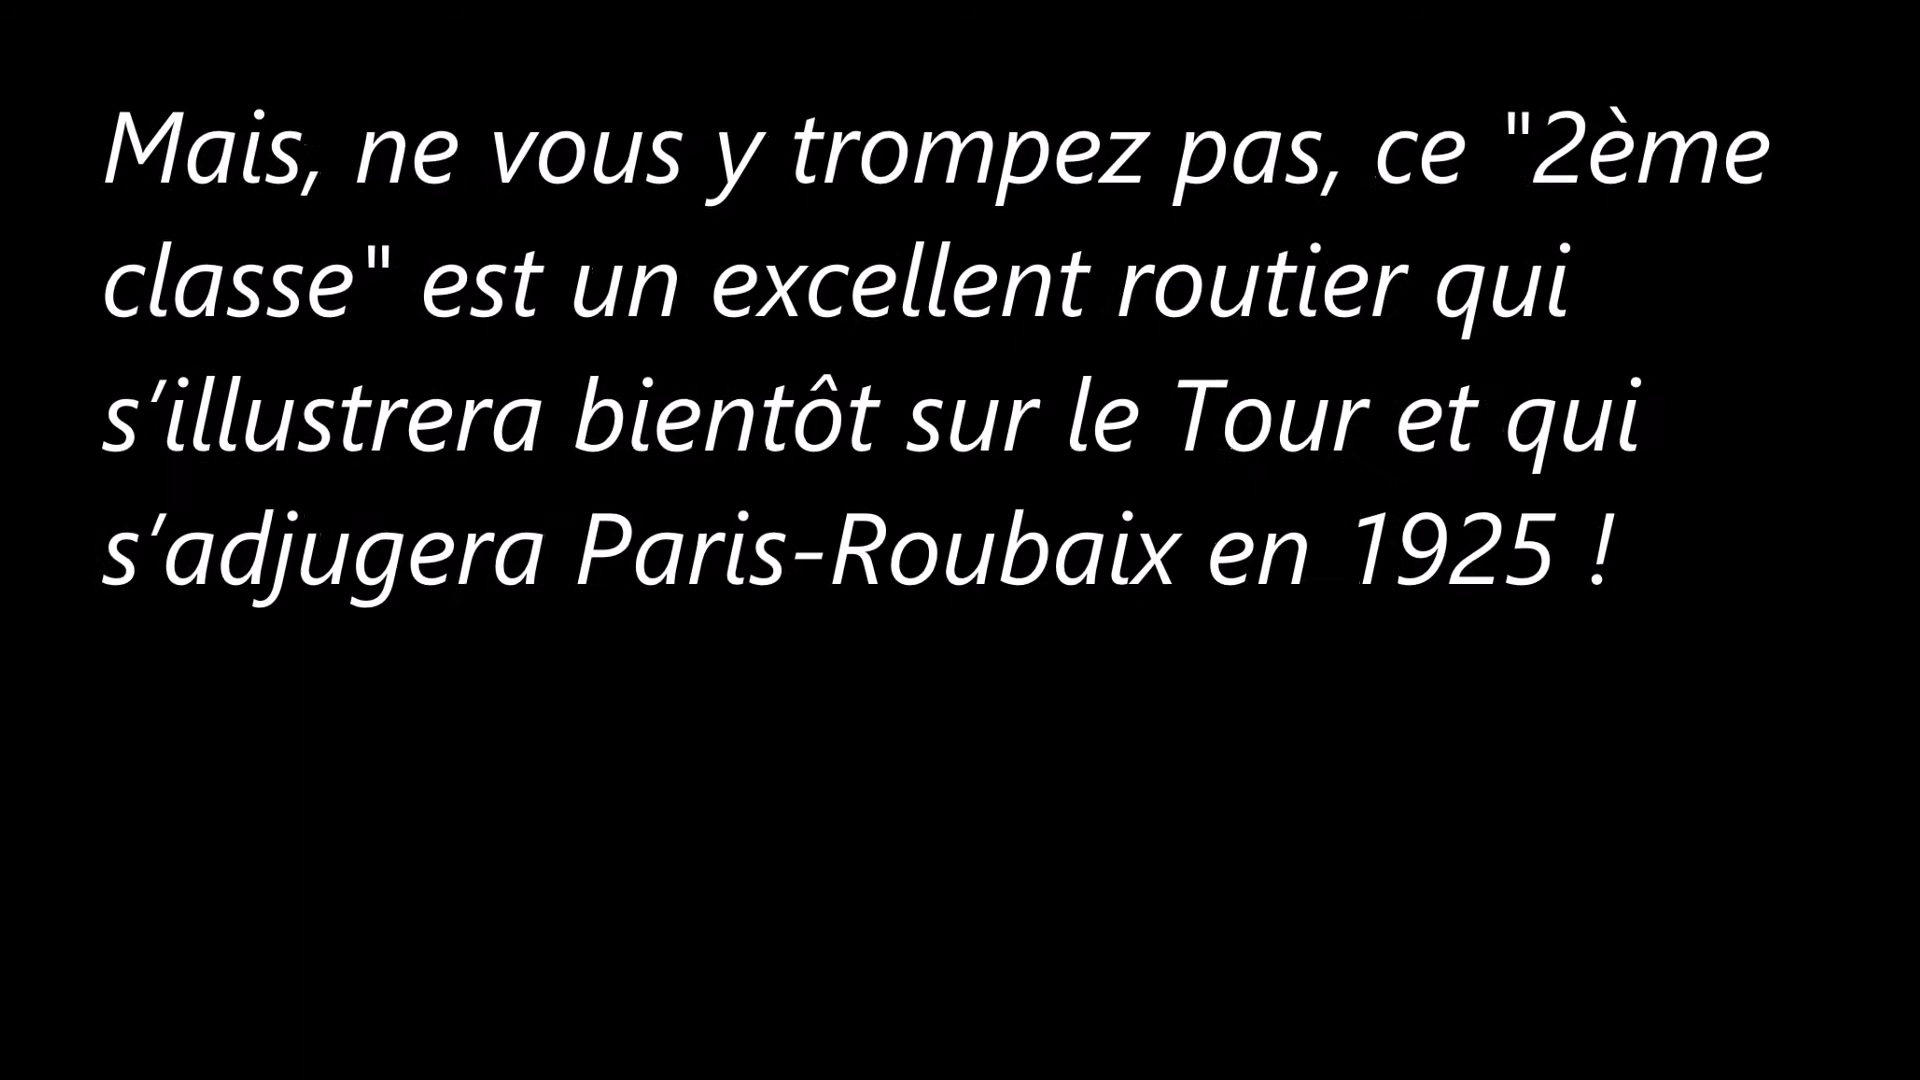 Mais, ne vous y trompez pas, ce "2ème
classe" est un excellent routier qui
s’illustrera bientôt sur le Tour et qui
s’adjugera Paris-Roubaix en 1925 !